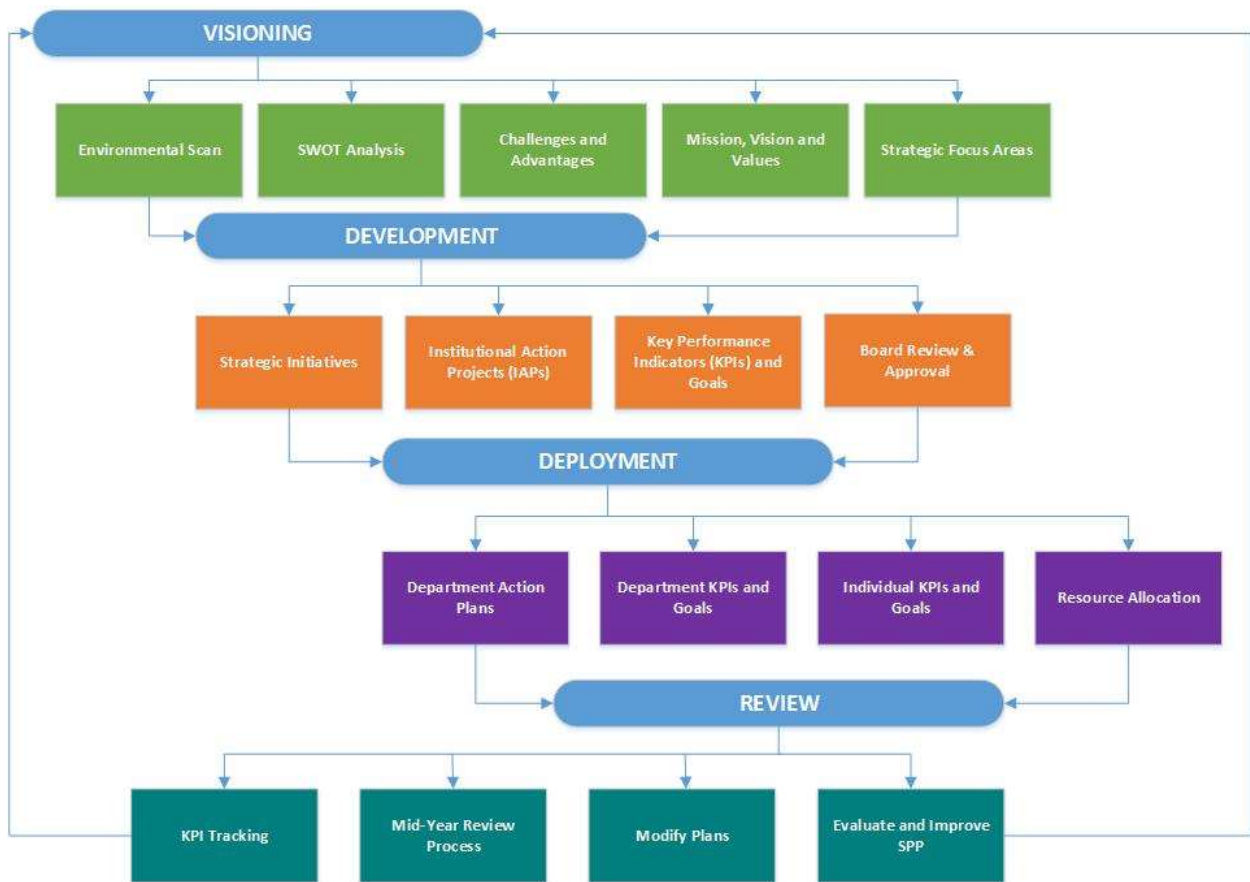 VISIONING
Environmental Scan
SWOT Analysis
Challenges and
Advantages
Mission, Vision and
Values
Strategic Focus Areas
DEVELOPMENT
Strategic Initiatives
Institutional Action
Projects (IAPs)
Key Performance
Indicators (KPIs) and
Goals
Board Review &
Approval
DEPLOYMENT
Department Action
Plans
Department KPIs and
Goals
Individual KPIs and
Goals
Resource Allocation
REVIEW
KPI Tracking
Mid-Year Review
Process
Modify Plans
Evaluate and Improve
SPP